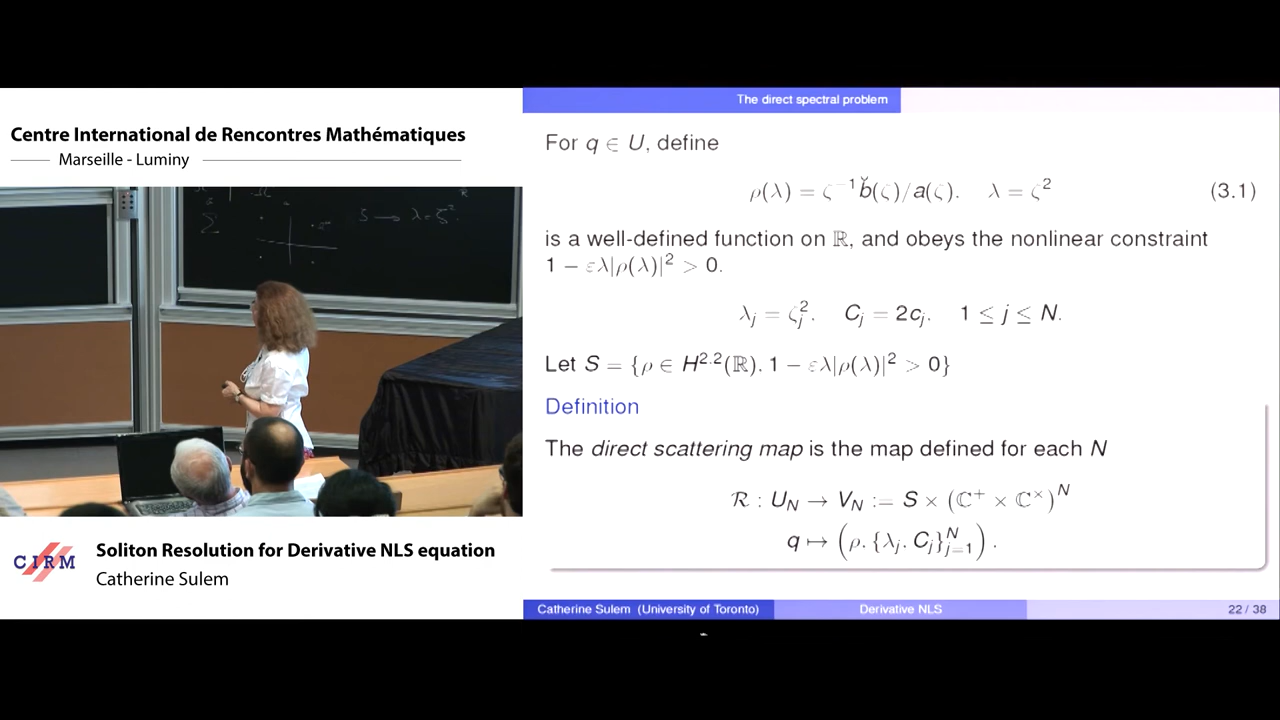 Centre International de Rencontres Mathématiques
Marseille - Luminy
S → λ = ζ².
Σ
CIRM
Soliton Resolution for Derivative NLS equation
Catherine Sulem
The direct spectral problem
For q ∈ U, define
ρ(λ) = ζ⁻¹b̆(ζ)/a(ζ). λ = ζ² (3.1)
is a well-defined function on ℝ, and obeys the nonlinear constraint
1 − ελ|ρ(λ)|² > 0.
λⱼ = ζⱼ². Cⱼ = 2cⱼ. 1 ≤ j ≤ N.
Let S = {ρ ∈ H²·²(ℝ). 1 − ελ|ρ(λ)|² > 0}
Definition
The direct scattering map is the map defined for each N
ℛ : U_N → V_N := S × (ℂ⁺ × ℂ×)ᴺ
q ↦ (ρ. {λⱼ. Cⱼ}ᴺⱼ₌₁).
Catherine Sulem (University of Toronto) Derivative NLS 22 / 38